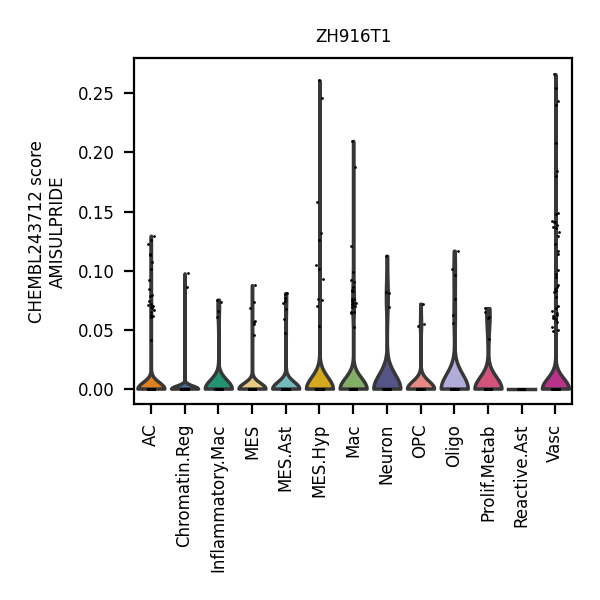 ZH916T1
CHEMBL243712 score
AMISULPRIDE
0.25
0.20
0.15
0.10
0.05
0.00
AC
Chromatin.Reg
Inflammatory.Mac
MES
MES.Ast
MES.Hyp
Mac
Neuron
OPC
Oligo
Prolif.Metab
Reactive.Ast
Vasc